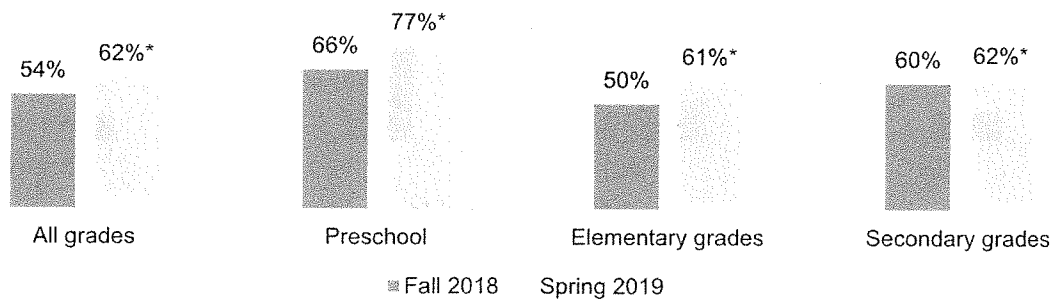 54% 62%* 66% 77%* 50% 61%* 60% 62%*
All grades Preschool Elementary grades Secondary grades
Fall 2018 Spring 2019